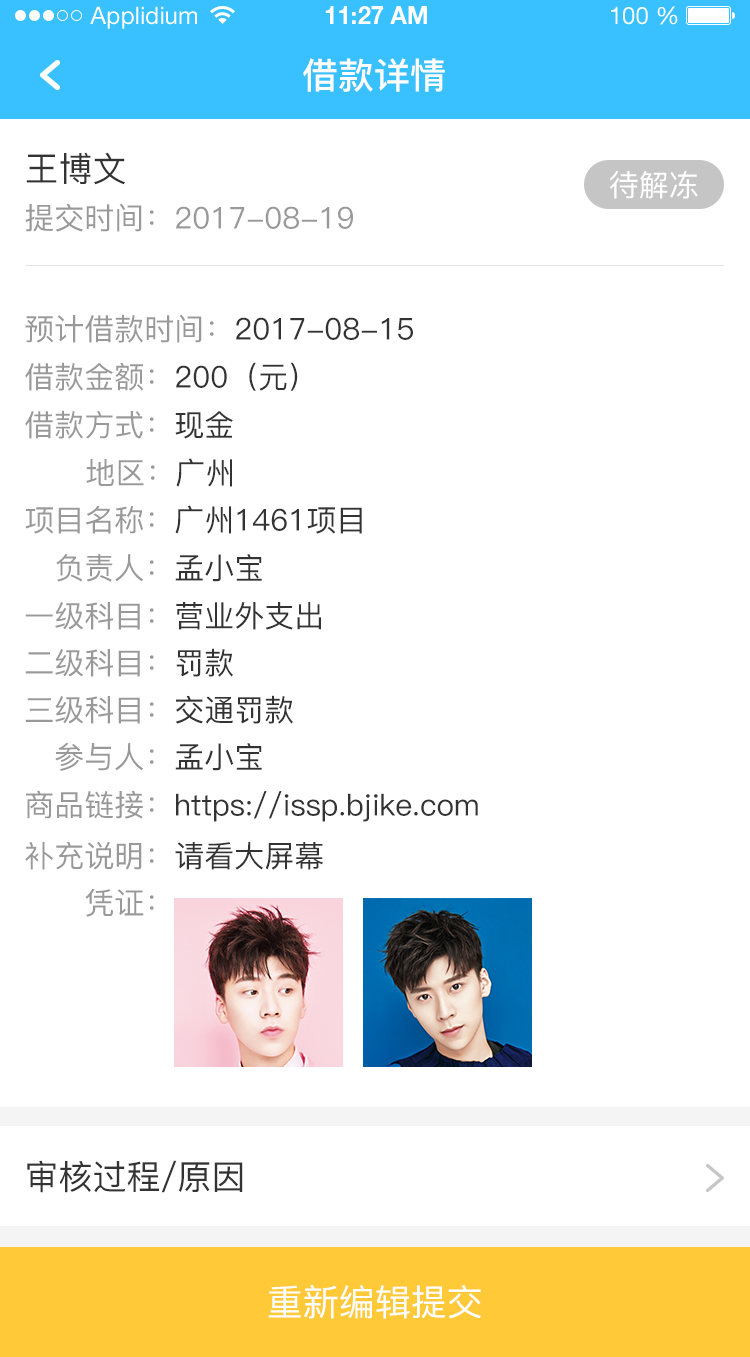 Applidium 11:27 AM 100 %
借款详情
王博文
待解冻
提交时间：2017-08-19
预计借款时间：2017-08-15
借款金额：200（元）
借款方式：现金
地区：广州
项目名称：广州1461项目
负责人：孟小宝
一级科目：营业外支出
二级科目：罚款
三级科目：交通罚款
参与人：孟小宝
商品链接：https://issp.bjike.com
补充说明：请看大屏幕
凭证：
审核过程/原因
重新编辑提交